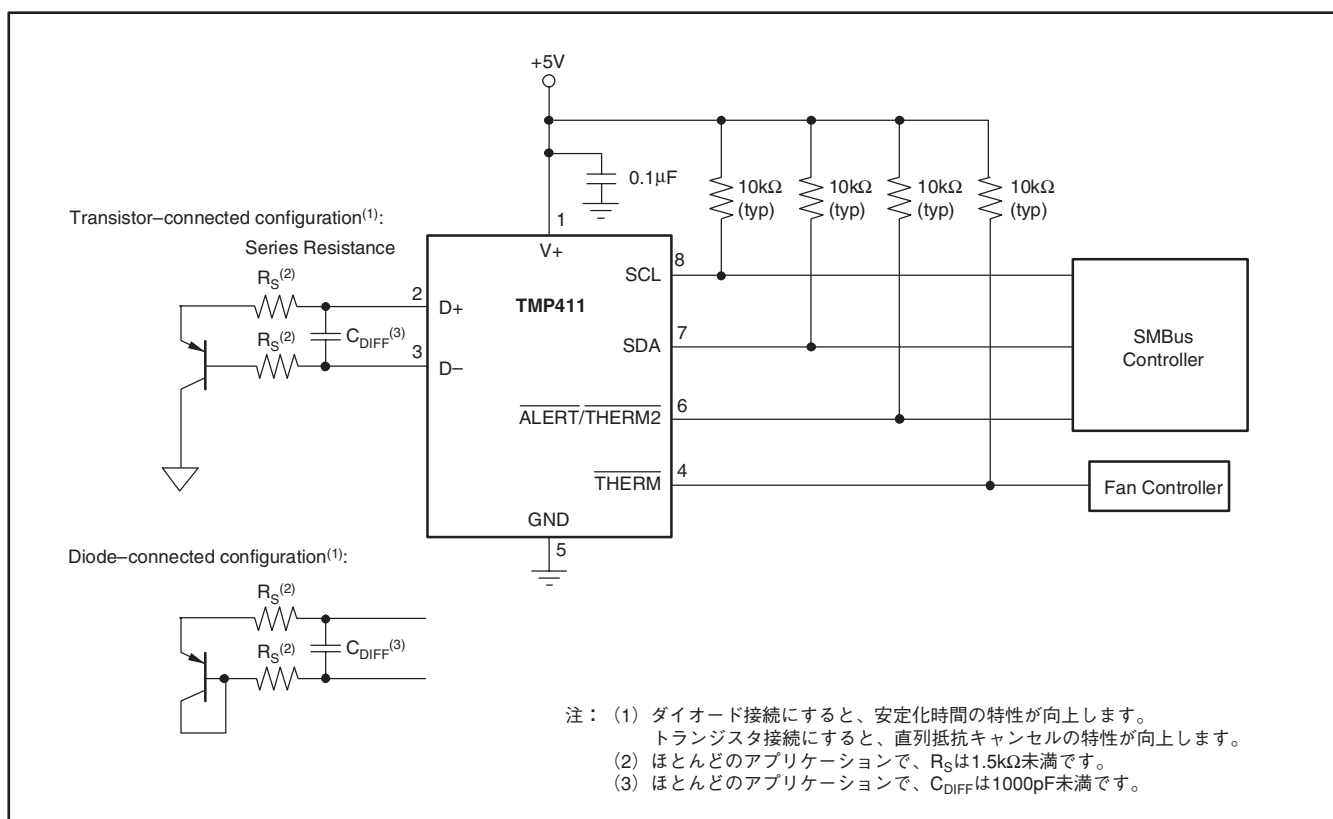 +5V
0.1μF
10kΩ
(typ)
10kΩ
(typ)
10kΩ
(typ)
10kΩ
(typ)
Transistor–connected configuration(1):
Series Resistance
RS(2)
RS(2)
CDIFF(3)
1
V+
2
D+
3
D–
TMP411
SCL
8
SDA
7
ALERT/THERM2
6
THERM
4
GND
5
SMBus
Controller
Fan Controller
Diode–connected configuration(1):
RS(2)
RS(2)
CDIFF(3)
注：（1）ダイオード接続にすると、安定化時間の特性が向上します。
トランジスタ接続にすると、直列抵抗キャンセルの特性が向上します。
（2）ほとんどのアプリケーションで、RSは1.5kΩ未満です。
（3）ほとんどのアプリケーションで、CDIFFは1000pF未満です。